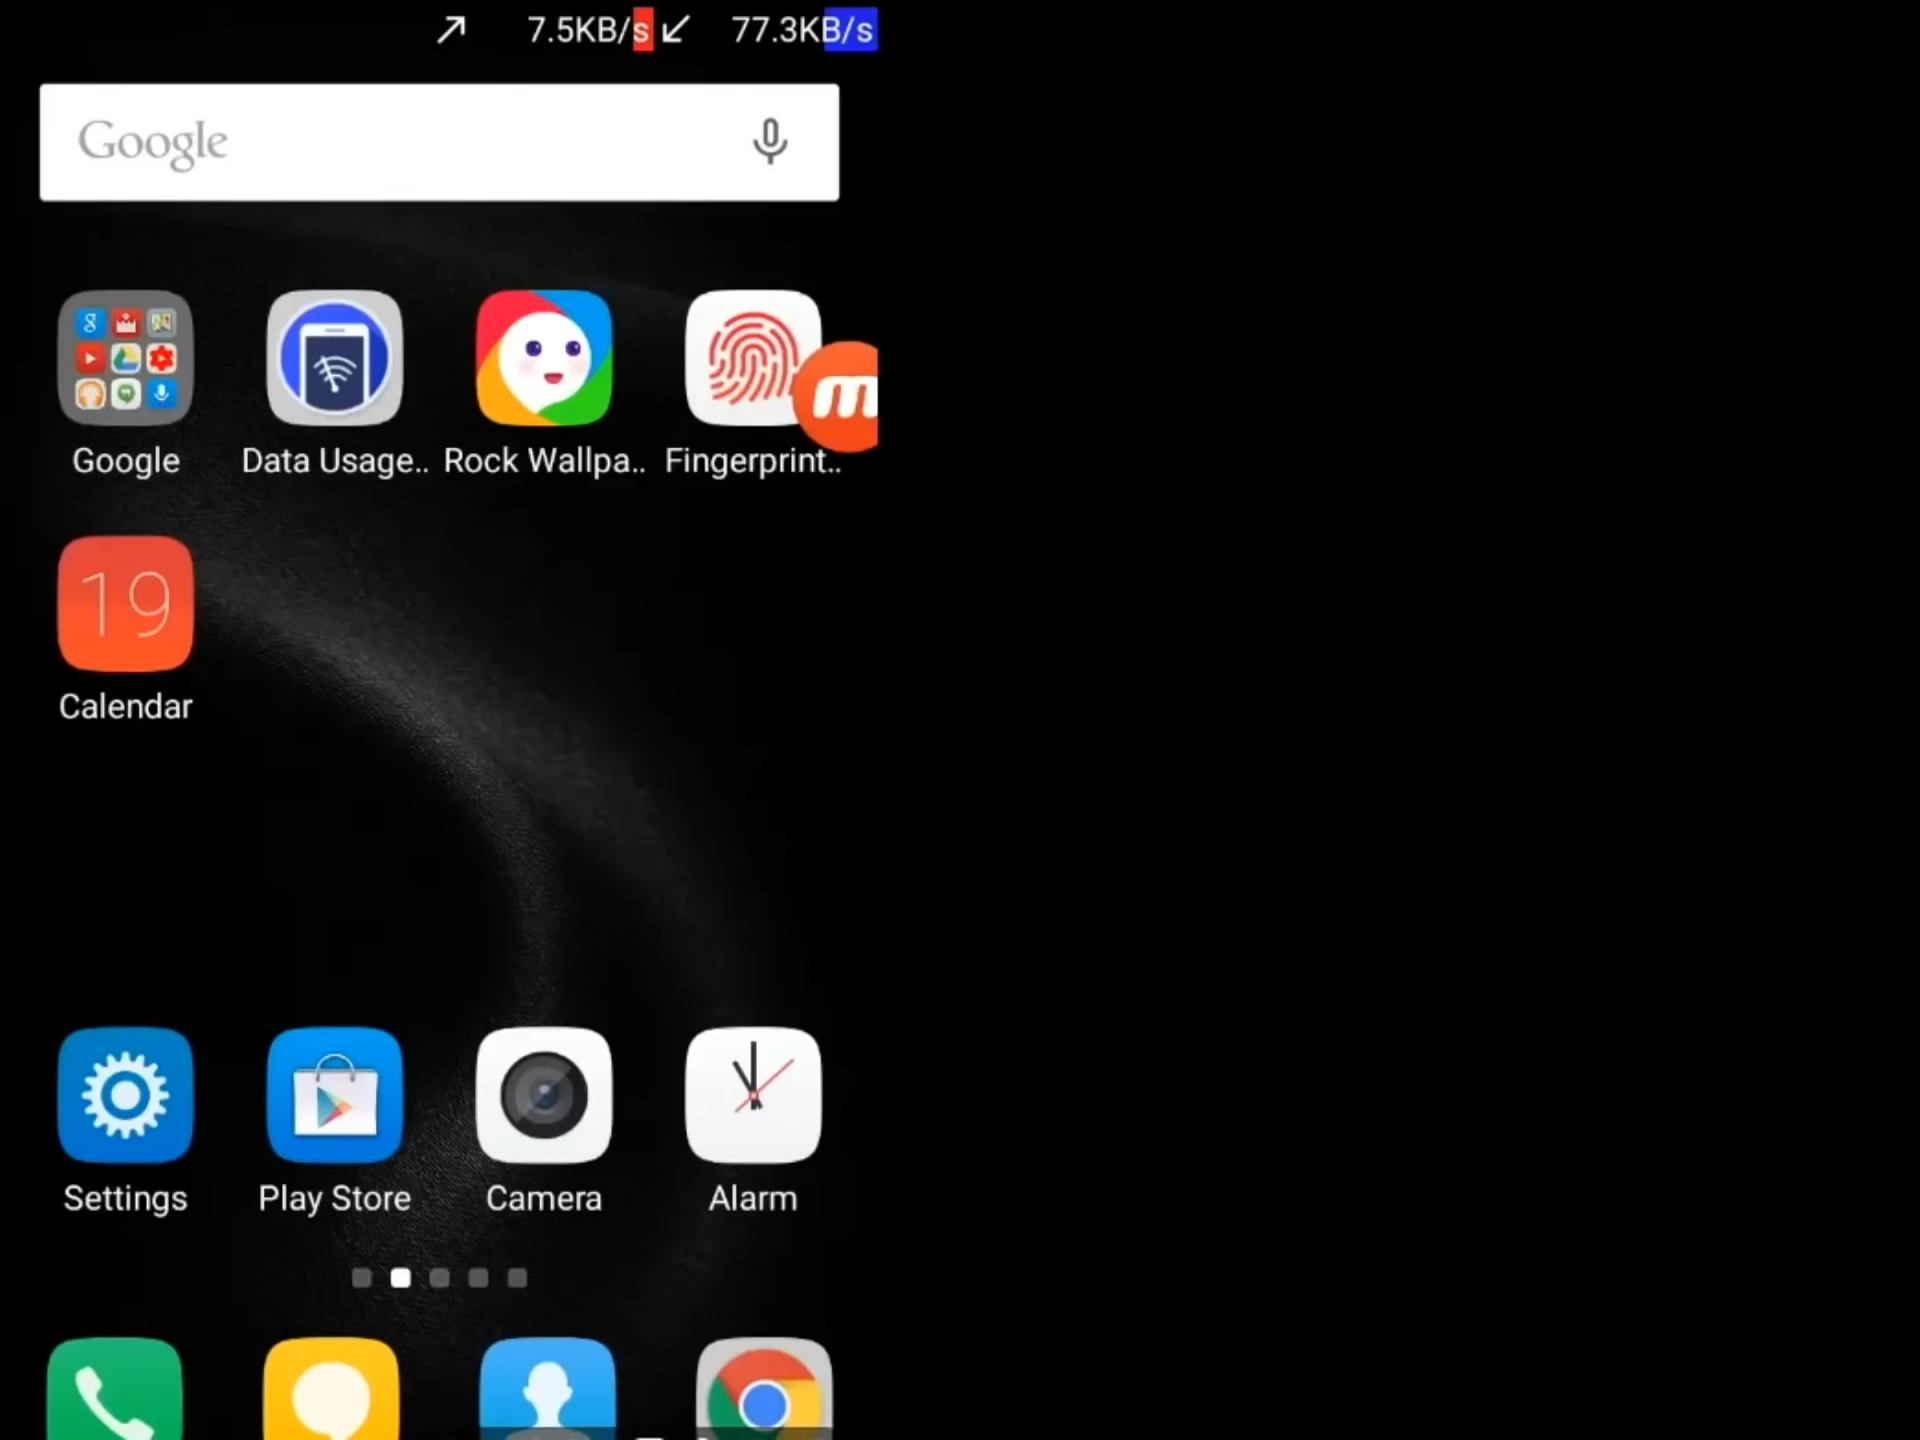 7.5KB/s 77.3KB/s
Google
Google Data Usage.. Rock Wallpa.. Fingerprint..
19
Calendar
Settings Play Store Camera Alarm